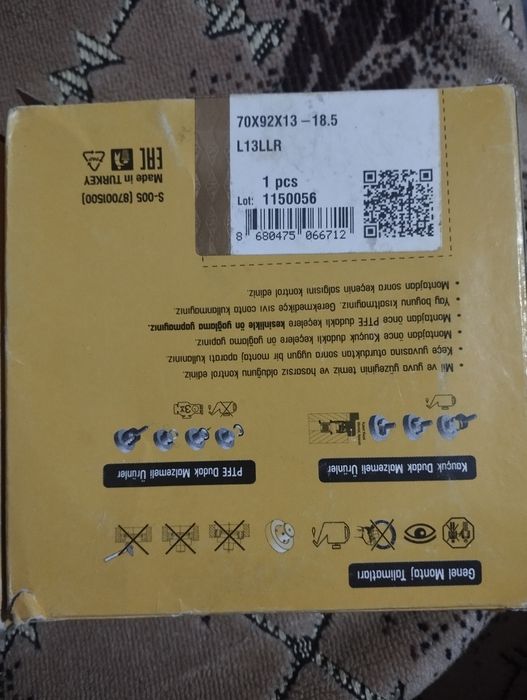 70X92X13 -18.5
L13LLR
1 pcs
Lot: 1150056
8 680475 066712
Genel Montaj Talimatları
Kauçuk Dudak Malzemeli Ürünler
PTFE Dudak Malzemeli Ürünler
• Mil ve yuva yüzeyinin temiz ve hasarsız olduğunu kontrol ediniz.
• Keçe yuvasına oturduktan sonra uygun montaj aparatı kullanınız.
• Montajdan önce Kauçuk dudaklı keçelere ön yağlama yapınız.
• Montajdan önce PTFE dudaklı keçelere kesinlikle ön yağlama yapmayınız.
• Yay boyunu kısaltmayınız. Gerekmedikçe sıvı conta kullanmayınız.
• Montajdan sonra keçenin salgısını kontrol ediniz.
S-005 (8700I500)
Made in TURKEY
EAC